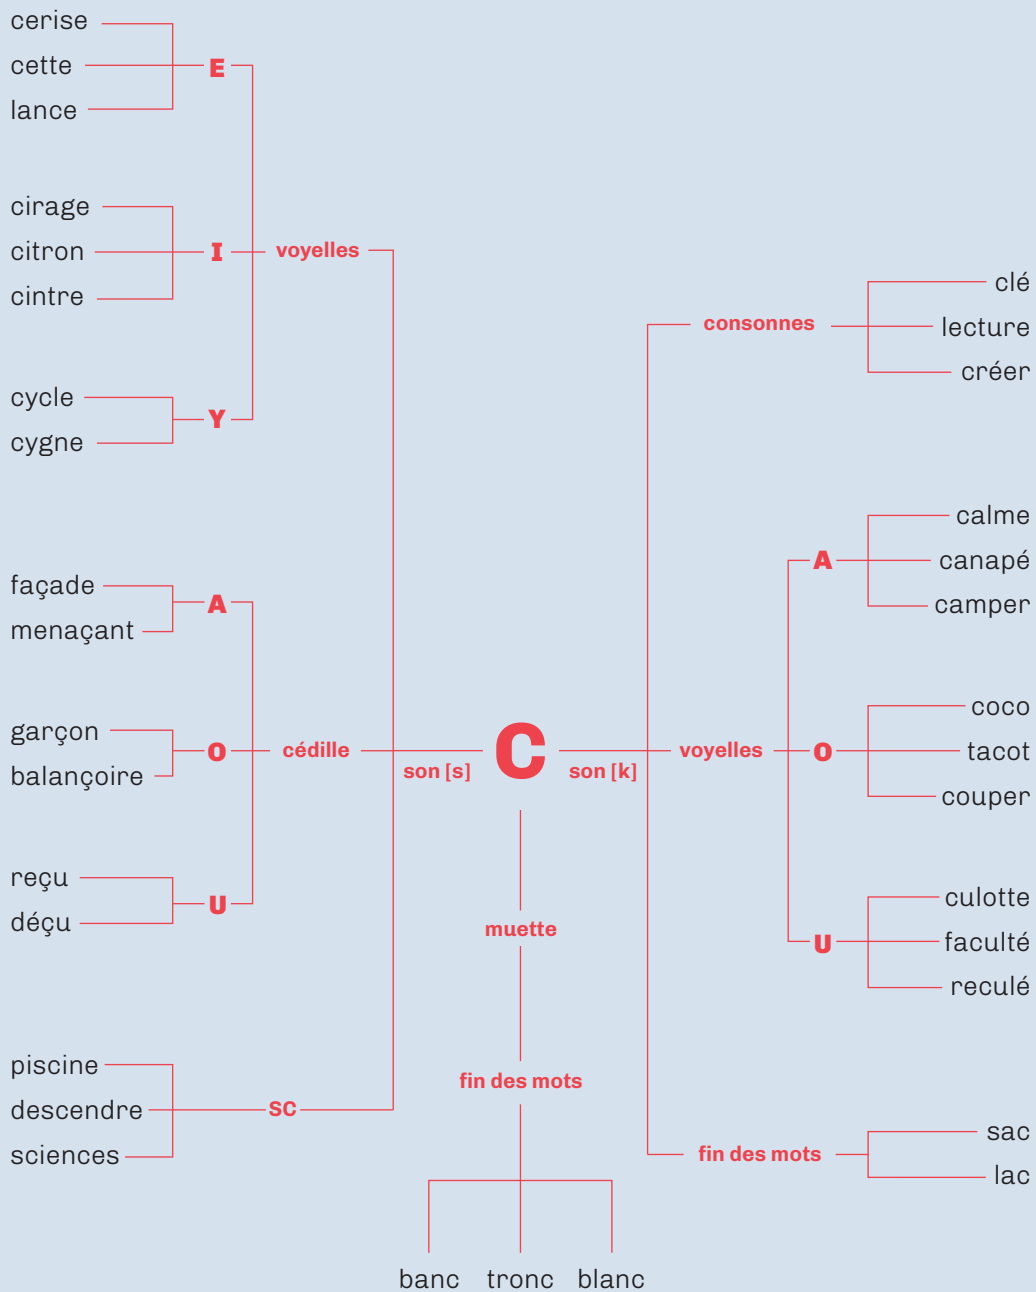 cerise
cette
lance
E
cirage
citron
cintre
I
voyelles
cycle
cygne
Y
façade
menaçant
A
garçon
balançoire
O
cédille
reçu
déçu
U
piscine
descendre
sciences
SC
son [s]
C
son [k]
consonnes
clé
lecture
créer
voyelles
A
calme
canapé
camper
O
coco
tacot
couper
U
culotte
faculté
reculé
fin des mots
sac
lac
muette
fin des mots
banc tronc blanc